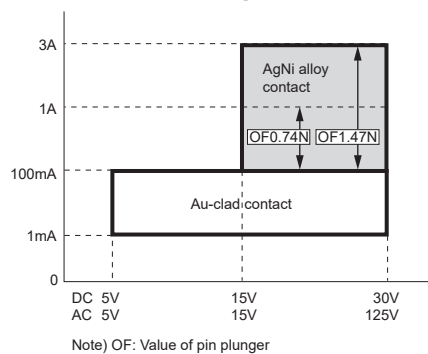 3A
AgNi alloy
contact
1A
OF0.74N OF1.47N
100mA
Au-clad contact
1mA
0
DC 5V 15V 30V
AC 5V 15V 125V
Note) OF: Value of pin plunger